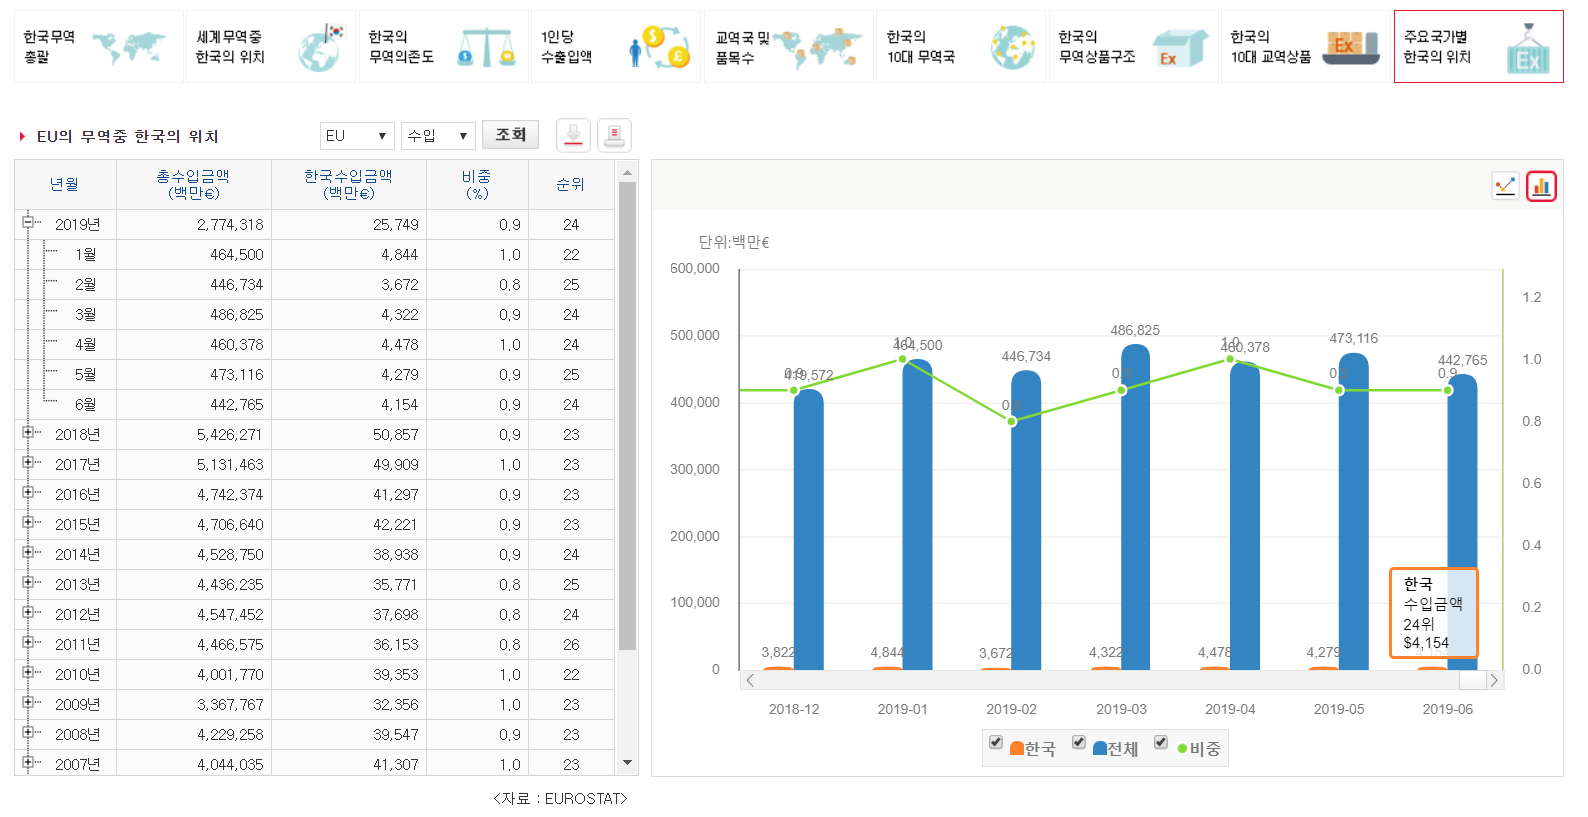 한국무역
총괄
세계무역중
한국의 위치
한국의
무역의존도
1인당
수출입액
교역국 및
품목수
한국의
10대 무역국
한국의
무역상품구조
Ex
한국의
10대 교역상품
Ex
주요국가별
한국의 위치
Ex
EU의 무역중 한국의 위치
EU ▼ 수입 ▼ 조회
년월 총수입금액 (백만€) 한국수입금액 (백만€) 비중 (%) 순위
2019년 2,774,318 25,749 0.9 24
1월 464,500 4,844 1.0 22
2월 446,734 3,672 0.8 25
3월 486,825 4,322 0.9 24
4월 460,378 4,478 1.0 24
5월 473,116 4,279 0.9 25
6월 442,765 4,154 0.9 24
2018년 5,426,271 50,857 0.9 23
2017년 5,131,463 49,909 1.0 23
2016년 4,742,374 41,297 0.9 23
2015년 4,706,640 42,221 0.9 23
2014년 4,528,750 38,938 0.9 24
2013년 4,436,235 35,771 0.8 25
2012년 4,547,452 37,698 0.8 24
2011년 4,466,575 36,153 0.8 26
2010년 4,001,770 39,353 1.0 22
2009년 3,367,767 32,356 1.0 23
2008년 4,229,258 39,547 0.9 23
2007년 4,044,035 41,307 1.0 23
<자료 : EUROSTAT>
단위:백만€
600,000
500,000
400,000
300,000
200,000
100,000
0
1.2
1.0
0.8
0.6
0.4
0.2
0.0
419,572 464,500 446,734 486,825 460,378 473,116 442,765
0.9 1.0 1.0 0.9
3,822 4,844 3,672 4,322 4,478 4,279
한국
수입금액
24위
$4,154
2018-12 2019-01 2019-02 2019-03 2019-04 2019-05 2019-06
한국 전체 비중